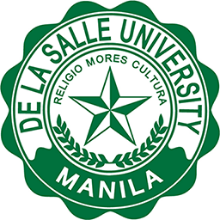 DE LA SALLE UNIVERSITY
RELIGIO MORES CULTURA
MANILA